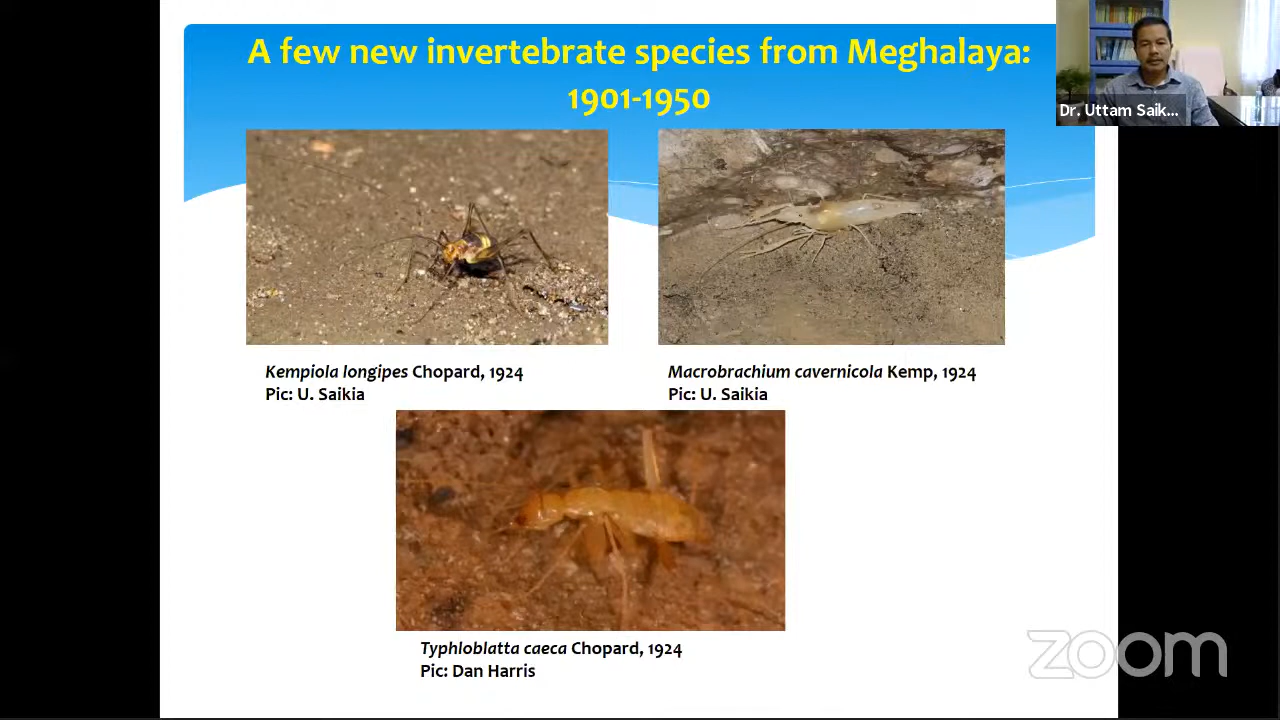 A few new invertebrate species from Meghalaya:
1901-1950
Dr. Uttam Saik...
Kempiola longipes Chopard, 1924
Pic: U. Saikia
Macrobrachium cavernicola Kemp, 1924
Pic: U. Saikia
Typhloblatta caeca Chopard, 1924
Pic: Dan Harris
zoom